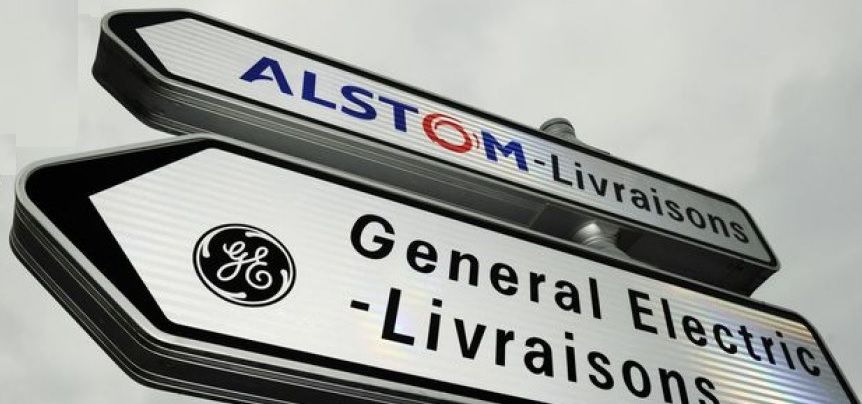 ALSTOM-Livraisons
GE
General Electric
-Livraisons